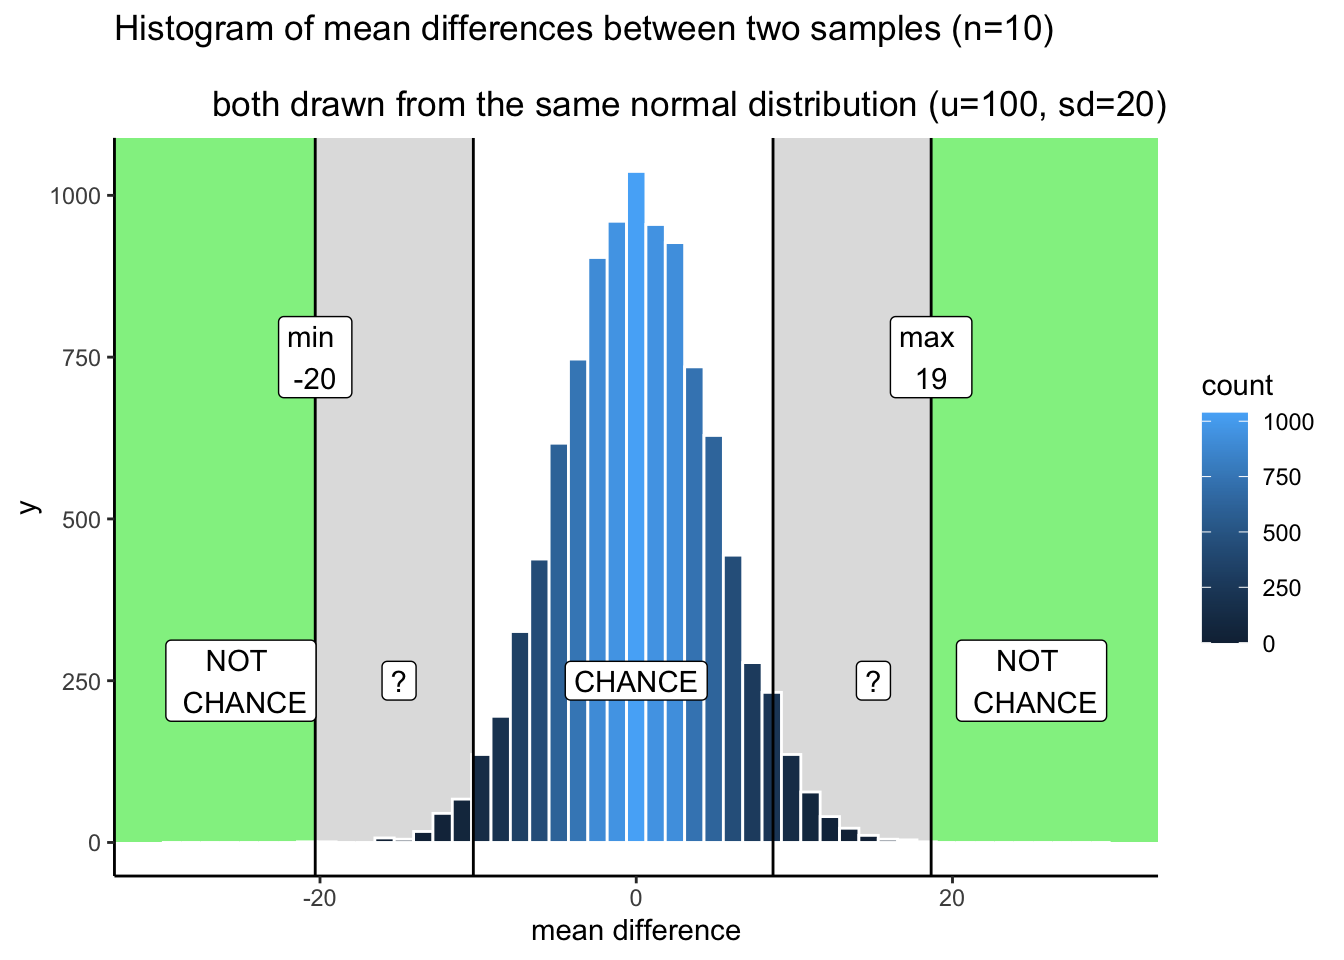 Histogram of mean differences between two samples (n=10)
both drawn from the same normal distribution (u=100, sd=20)
y
1000
750
500
250
0
min
-20
max
19
NOT
CHANCE
?
CHANCE
?
NOT
CHANCE
-20
0
20
mean difference
count
1000
750
500
250
0